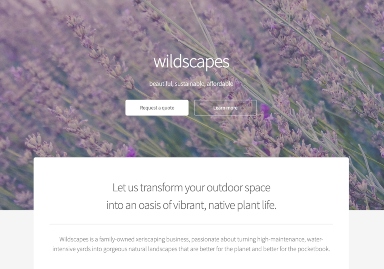 wildscapes
beautiful, sustainable, affordable.
Request a quote
Learn more
Let us transform your outdoor space
into an oasis of vibrant, native plant life.
Wildscapes is a family-owned xeriscaping business, passionate about turning high-maintenance, water-
intensive yards into gorgeous natural landscapes that are better for the planet and better for the pocketbook.